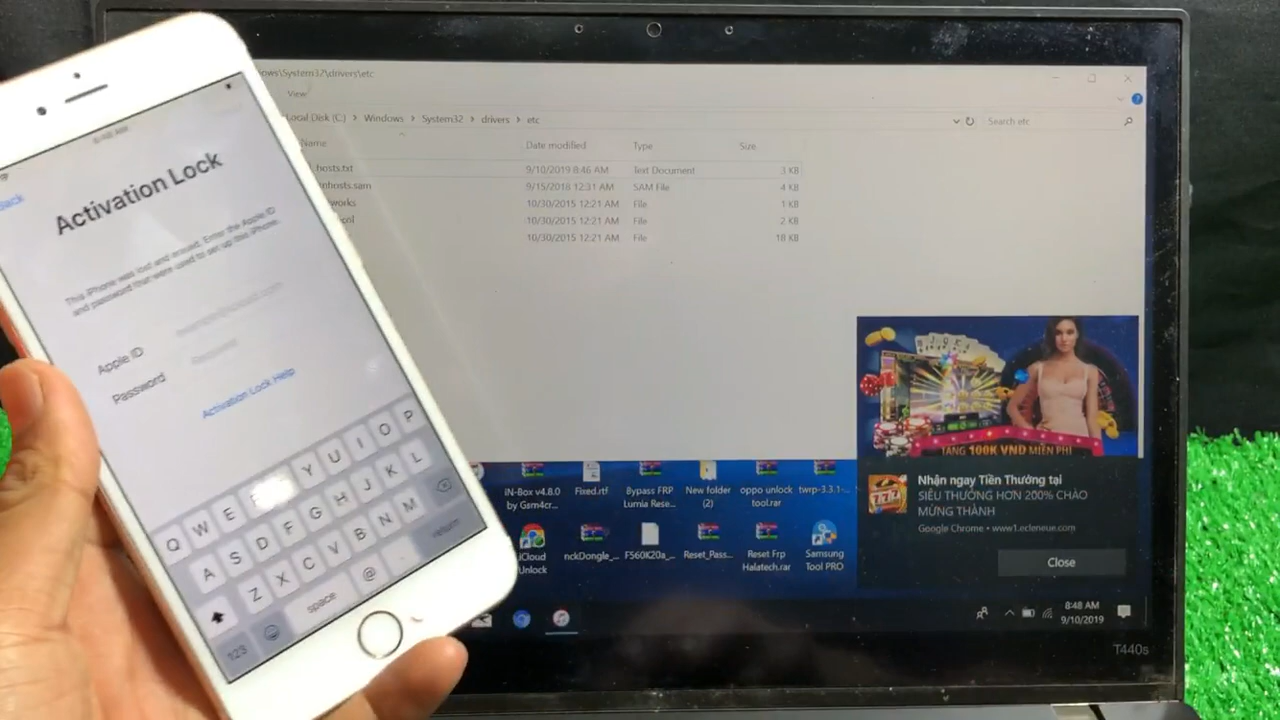 Activation Lock
This iPhone was lost and erased. Enter the Apple ID
and password that were used to set up this iPhone.
Apple ID
Password
Required
Activation Lock Help
Q W E Y U I O P
A S D F G H J K L
Z X C V B N M
123 space @ . return
System32\drivers\etc
View
Local Disk (C:) > Windows > System32 > drivers > etc
Search etc
Name Date modified Type Size
hosts.txt 9/10/2019 8:46 AM Text Document 3 KB
mhosts.sam 9/15/2018 12:31 AM SAM File 4 KB
works 10/30/2015 12:21 AM File 1 KB
col 10/30/2015 12:21 AM File 2 KB
10/30/2015 12:21 AM File 18 KB
TẶNG 100K VND MIỄN PHÍ
Nhận ngay Tiền Thưởng tại
SIÊU THƯỞNG HƠN 200% CHÀO
MỪNG THÀNH
Google Chrome • www1.ecleneue.com
Close
iN-Box v4.8.0
by Gsm4cr...
Fixed.rtf
Bypass FRP
Lumia Rese...
New folder
(2)
oppo unlock
tool.rar
twrp-3.3.1-...
iCloud
Unlock
nckDongle_...
F560K20a_...
Reset_Pass...
Reset Frp
Halatech.rar
Samsung
Tool PRO
8:48 AM
9/10/2019
T440s